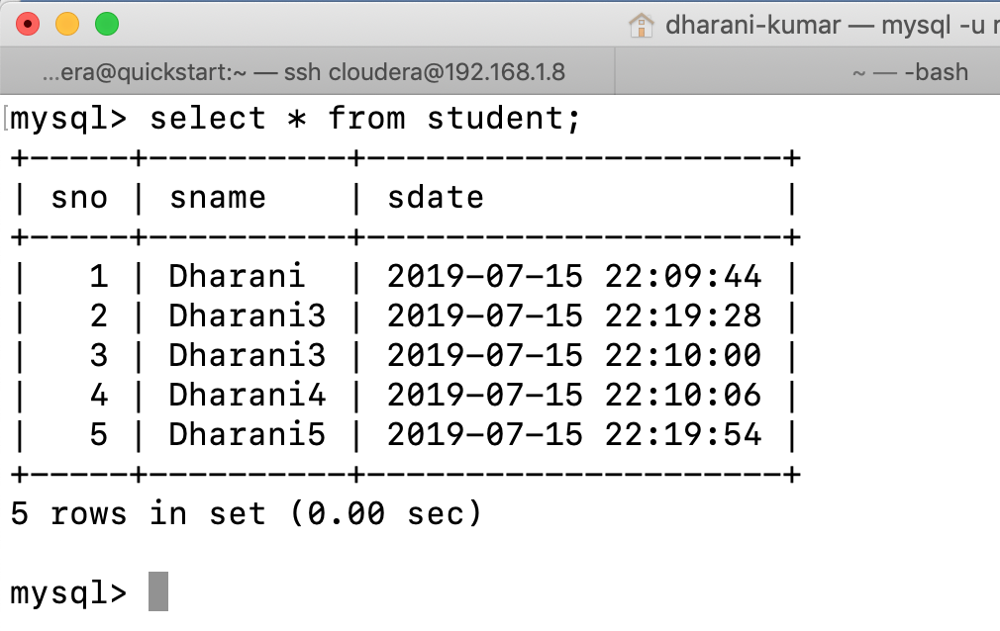 dharani-kumar — mysql -u
...era@quickstart:~ — ssh cloudera@192.168.1.8
~ — -bash
mysql> select * from student;
+-----+----------+---------------------+
| sno | sname    | sdate               |
+-----+----------+---------------------+
|   1 | Dharani  | 2019-07-15 22:09:44 |
|   2 | Dharani3 | 2019-07-15 22:19:28 |
|   3 | Dharani3 | 2019-07-15 22:10:00 |
|   4 | Dharani4 | 2019-07-15 22:10:06 |
|   5 | Dharani5 | 2019-07-15 22:19:54 |
+-----+----------+---------------------+
5 rows in set (0.00 sec)
mysql>